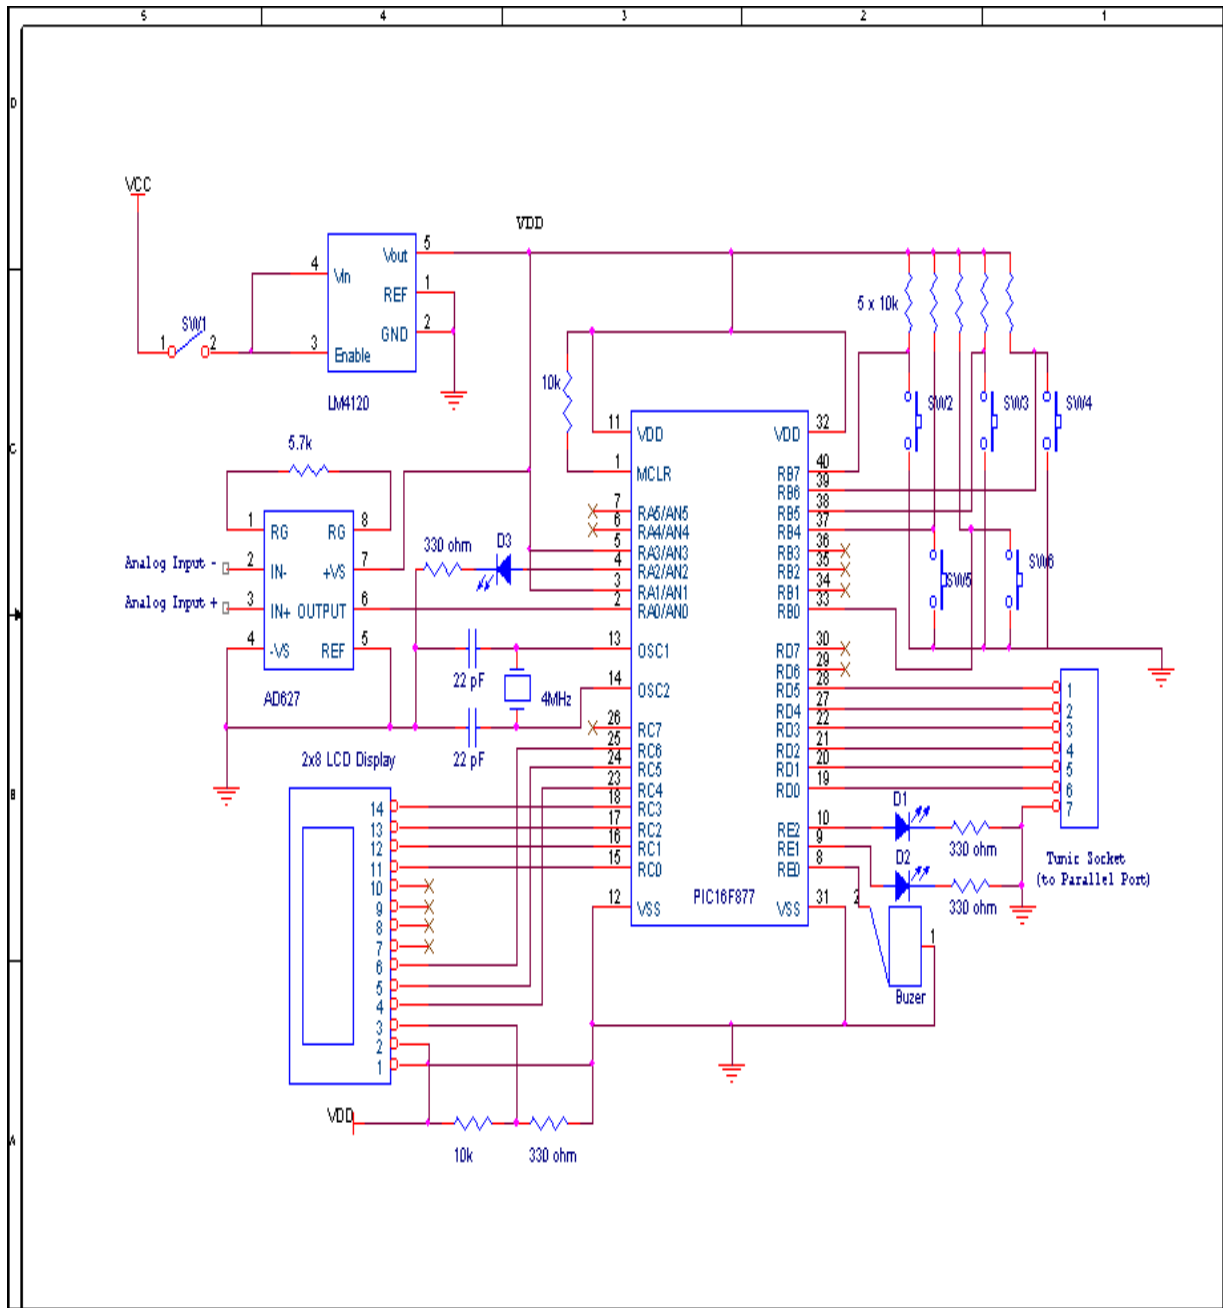 5 4 3 2 1
D
C
B
A
VCC
VDD
SW1
1 2
4 Vin
3 Enable
Vout 5
REF 1
GND 2
LM4120
5 x 10k
10k
SW2
SW3
SW4
SW5
SW6
5.7k
1 RG
2 IN-
3 IN+
4 -VS
RG 8
+VS 7
OUTPUT 6
REF 5
Analog Input -
Analog Input +
AD627
330 ohm
D3
22 pF
22 pF
4MHz
11 VDD
1 MCLR
7 RA5/AN5
6 RA4/AN4
5 RA3/AN3
4 RA2/AN2
3 RA1/AN1
2 RA0/AN0
13 OSC1
14 OSC2
26 RC7
25 RC6
24 RC5
23 RC4
18 RC3
17 RC2
16 RC1
15 RC0
12 VSS
VDD 32
RB7 40
RB6 39
RB5 38
RB4 37
RB3 36
RB2 35
RB1 34
RB0 33
RD7 30
RD6 29
RD5 28
RD4 27
RD3 22
RD2 21
RD1 20
RD0 19
RE2 10
RE1 9
RE0 8
VSS 31
PIC16F877
2x8 LCD Display
14
13
12
11
10
9
8
7
6
5
4
3
2
1
VDD
10k
330 ohm
1
2
3
4
5
6
7
Tunic Socket
(to Parallel Port)
D1
330 ohm
D2
330 ohm
2
1
Buzer